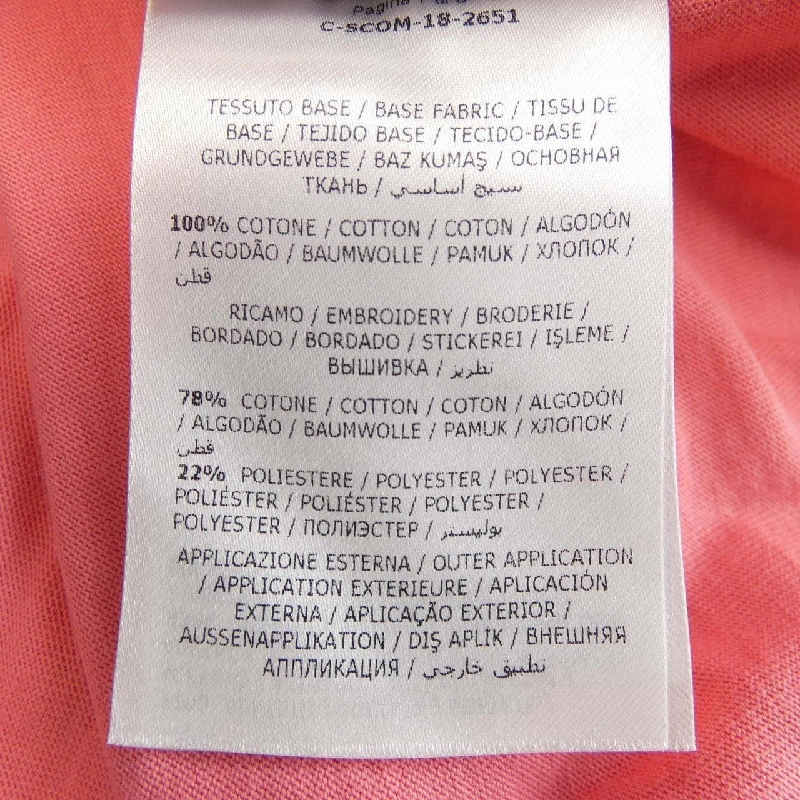 Pagina
C-SCOM-18-2651
TESSUTO BASE / BASE FABRIC / TISSU DE
BASE / TEJIDO BASE / TECIDO-BASE /
GRUNDGEWEBE / BAZ KUMAŞ / ОСНОВНАЯ
ТКАНЬ / نسيج أساسي
100% COTONE / COTTON / COTON / ALGODÓN
/ ALGODÃO / BAUMWOLLE / PAMUK / ХЛОПОК /
قطن
RICAMO / EMBROIDERY / BRODERIE /
BORDADO / BORDADO / STICKEREI / IŞLEME /
ВЫШИВКА / تطريز
78% COTONE / COTTON / COTON / ALGODÓN
/ ALGODÃO / BAUMWOLLE / PAMUK / ХЛОПОК /
قطن
22% POLIESTERE / POLYESTER / POLYESTER /
POLIÉSTER / POLIÉSTER / POLYESTER /
POLYESTER / ПОЛИЭСТЕР / بوليستر
APPLICAZIONE ESTERNA / OUTER APPLICATION
/ APPLICATION EXTERIEURE / APLICACIÓN
EXTERNA / APLICAÇÃO EXTERIOR /
AUSSENAPPLIKATION / DIŞ APLIK / ВНЕШНЯЯ
АППЛИКАЦИЯ / تطبيق خارجي